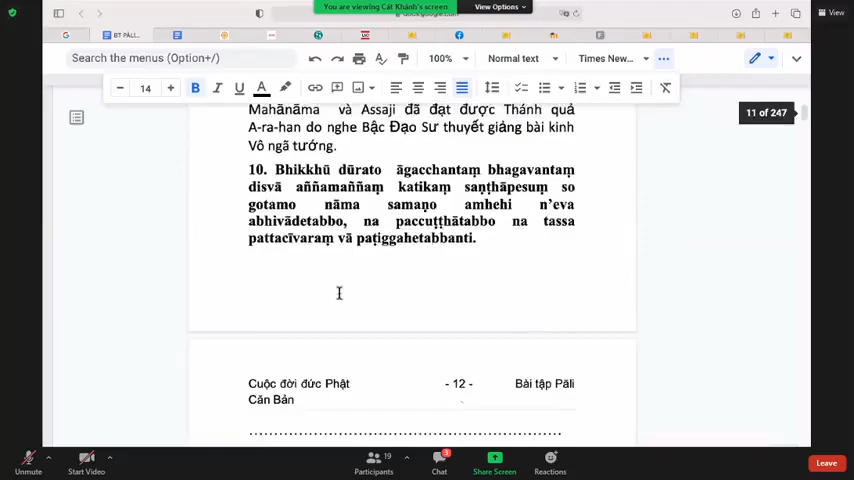 You are viewing Cát Khánh's screen
View Options
View
BT PĀLI...
Search the menus (Option+/)
100%
Normal text
Times New...
14
B I U A
11 of 247
Mahānāma và Assaji đã đạt được Thánh quả
A-ra-han do nghe Bậc Đạo Sư thuyết giảng bài kinh
Vô ngã tướng.
10. Bhikkhū dūrato āgacchantaṃ bhagavantaṃ
disvā aññamaññaṃ katikaṃ saṇṭhāpesuṃ so
gotamo nāma samaṇo amhehi n'eva
abhivādetabbo, na paccuṭṭhātabbo na tassa
pattacīvaraṃ vā paṭiggahetabbanti.
Cuộc đời đức Phật - 12 - Bài tập Pāli
Căn Bản
Unmute
Start Video
Participants
19
Chat
3
Share Screen
Reactions
Leave